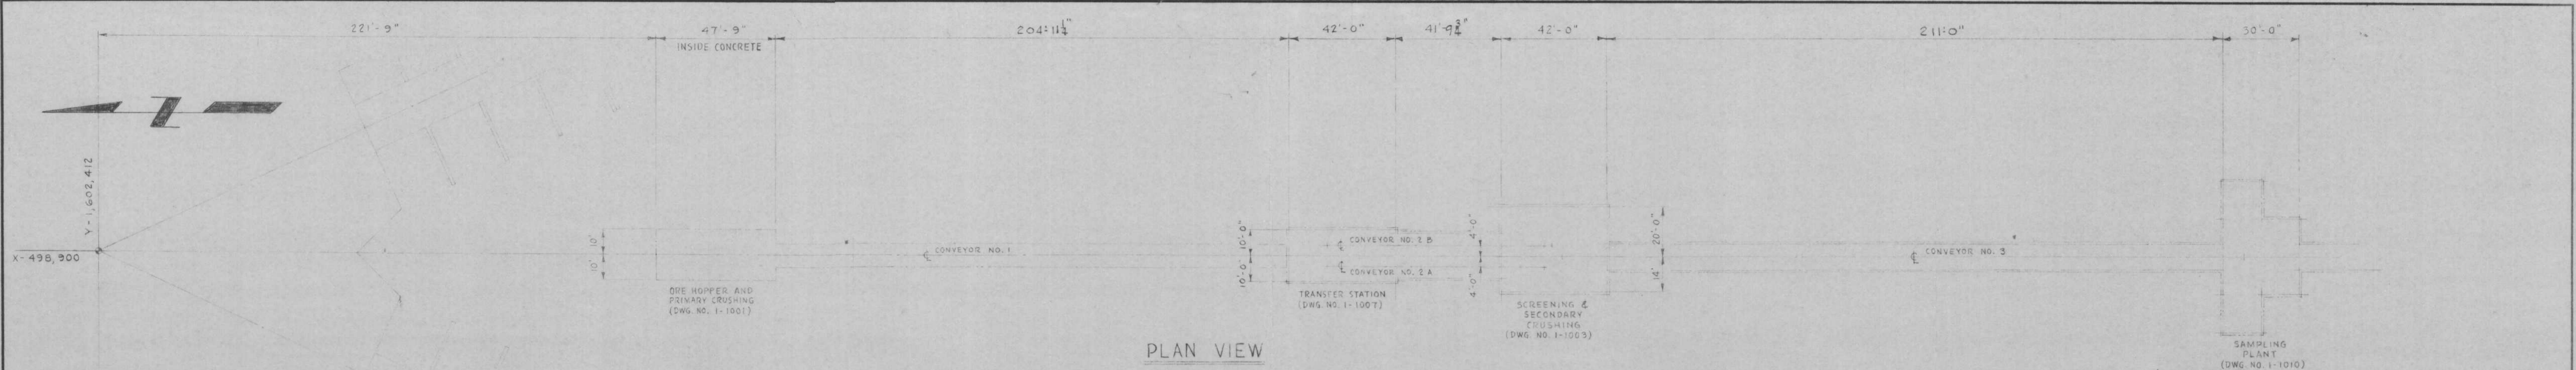 221'-9"
47'-9"
INSIDE CONCRETE
204'-11¼"
42'-0"
41'-9¾"
42'-0"
211'-0"
30'-0"
Y-1,602,412
X-498,900
10'
10'
℄ CONVEYOR NO. 1
10'-0"
10'-0"
℄ CONVEYOR NO. 2 B
℄ CONVEYOR NO. 2 A
4'-0"
4'-0"
20'-0"
14'
℄ CONVEYOR NO. 3
ORE HOPPER AND
PRIMARY CRUSHING
(DWG. NO. 1-1001)
TRANSFER STATION
(DWG. NO. 1-1007)
SCREENING &
SECONDARY
CRUSHING
(DWG. NO. 1-1003)
SAMPLING
PLANT
(DWG. NO. 1-1010)
PLAN VIEW